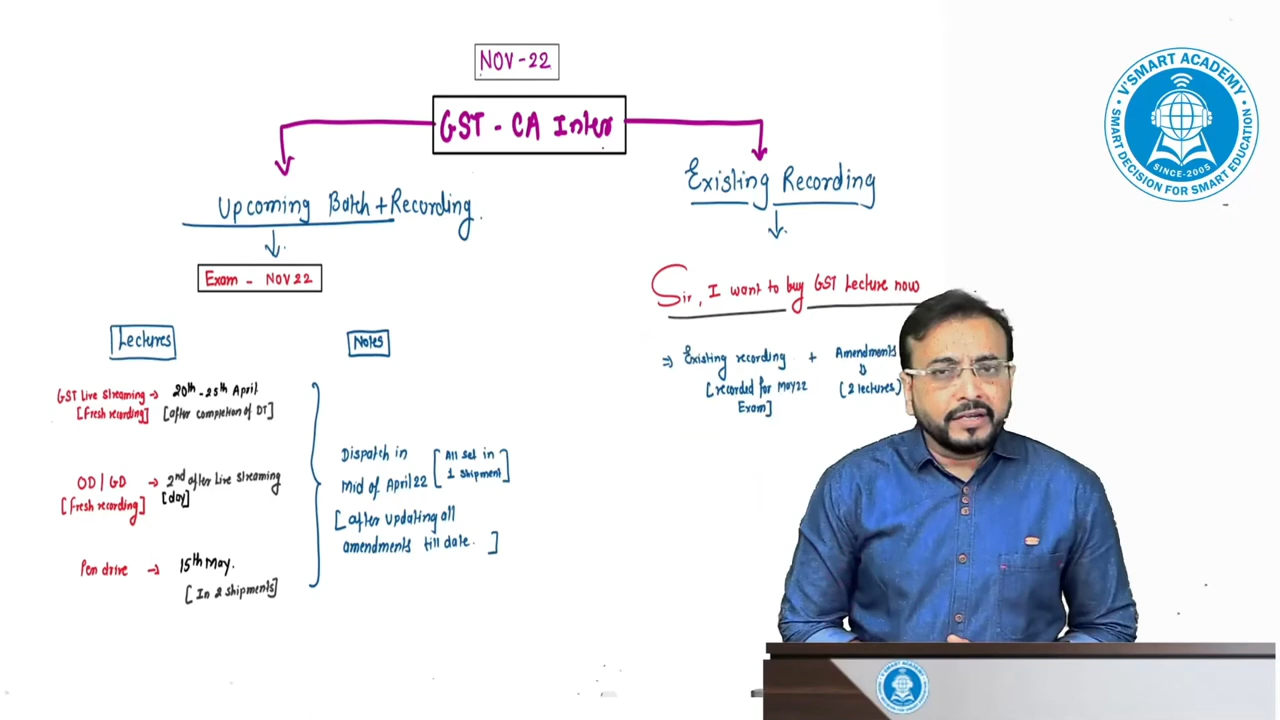 NOV-22
GST - CA Inter
Upcoming Batch + Recording.
Exam - NOV 22
Lectures
GST Live Streaming → 20th - 25th April
[Fresh recording] [after completion of DT]
OD/GD → 2nd after Live Streaming
[Fresh recording] [day]
Pen drive → 15th May.
[In 2 Shipments]
Notes
Dispatch in [All set in
Mid of April 22 1 Shipment]
[after updating all
amendments till date. ]
Existing Recording
Sir, I want to buy GST Lecture now
⇒ Existing recording + Amendments
[recorded for May 22 (2 lectures)
Exam]
V'SMART ACADEMY
SINCE-2005
SMART DECISION FOR SMART EDUCATION
V'SMART ACADEMY